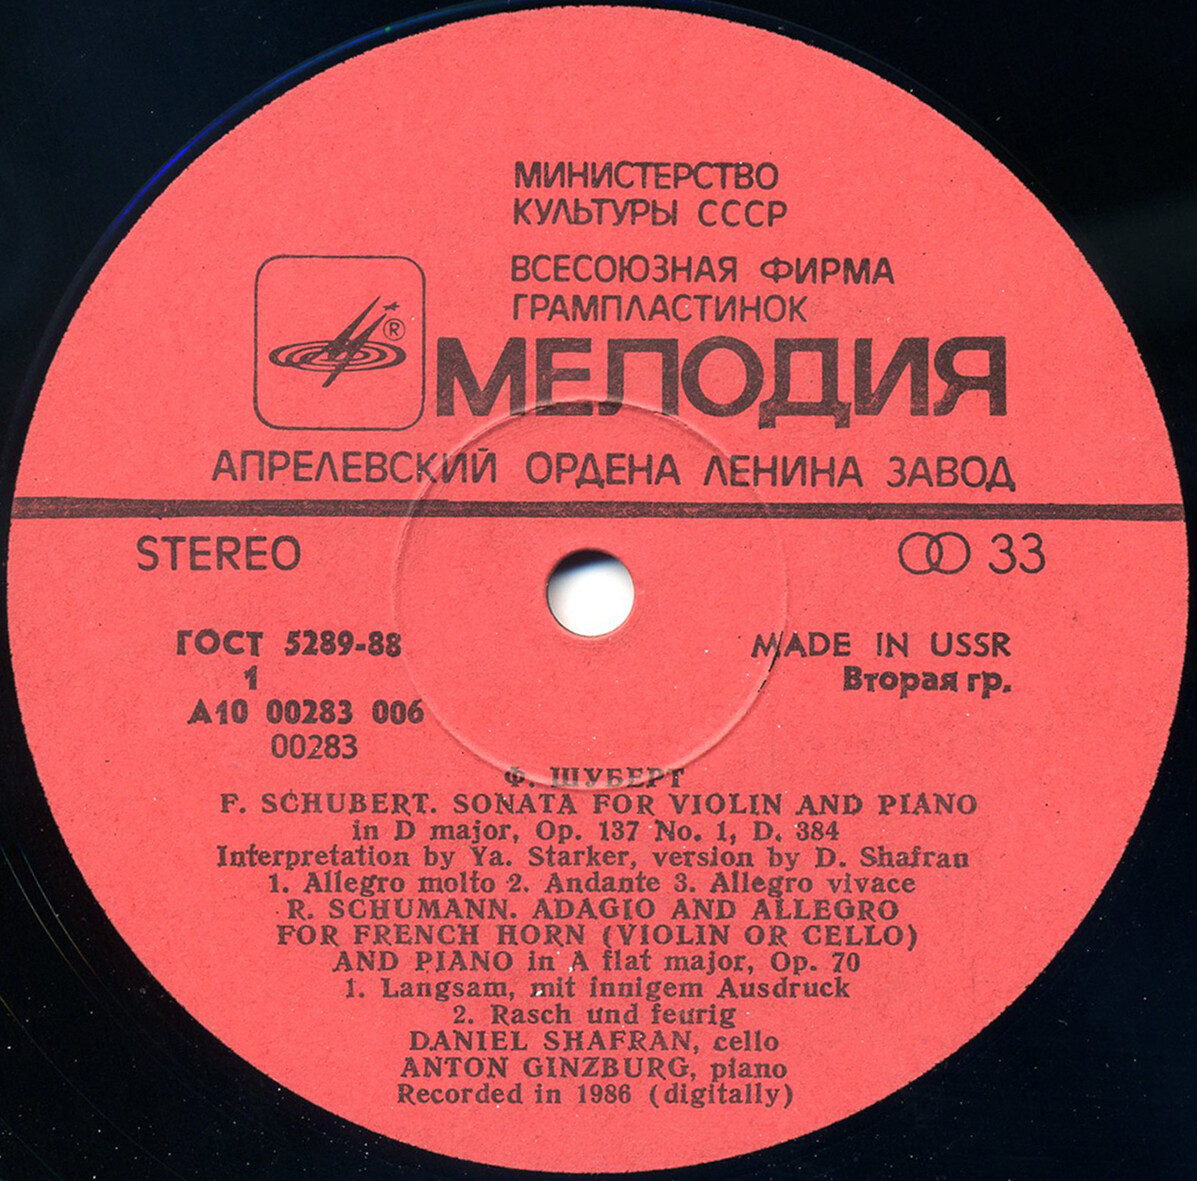 МИНИСТЕРСТВО
КУЛЬТУРЫ СССР
ВСЕСОЮЗНАЯ ФИРМА
ГРАМПЛАСТИНОК
®
МЕЛОДИЯ
АПРЕЛЕВСКИЙ ОРДЕНА ЛЕНИНА ЗАВОД
STEREO
33
ГОСТ 5289-88
1
А10 00283 006
00283
MADE IN USSR
Вторая гр.
Ф. ШУБЕРТ
F. SCHUBERT. SONATA FOR VIOLIN AND PIANO
in D major, Op. 137 No. 1, D. 384
Interpretation by Ya. Starker, version by D. Shafran
1. Allegro molto 2. Andante 3. Allegro vivace
R. SCHUMANN. ADAGIO AND ALLEGRO
FOR FRENCH HORN (VIOLIN OR CELLO)
AND PIANO in A flat major, Op. 70
1. Langsam, mit innigem Ausdruck
2. Rasch und feurig
DANIEL SHAFRAN, cello
ANTON GINZBURG, piano
Recorded in 1986 (digitally)